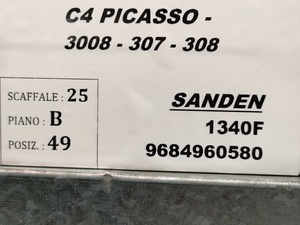 C4 PICASSO -
3008 - 307 - 308
SCAFFALE : 25
PIANO : B
POSIZ. : 49
SANDEN
1340F
9684960580